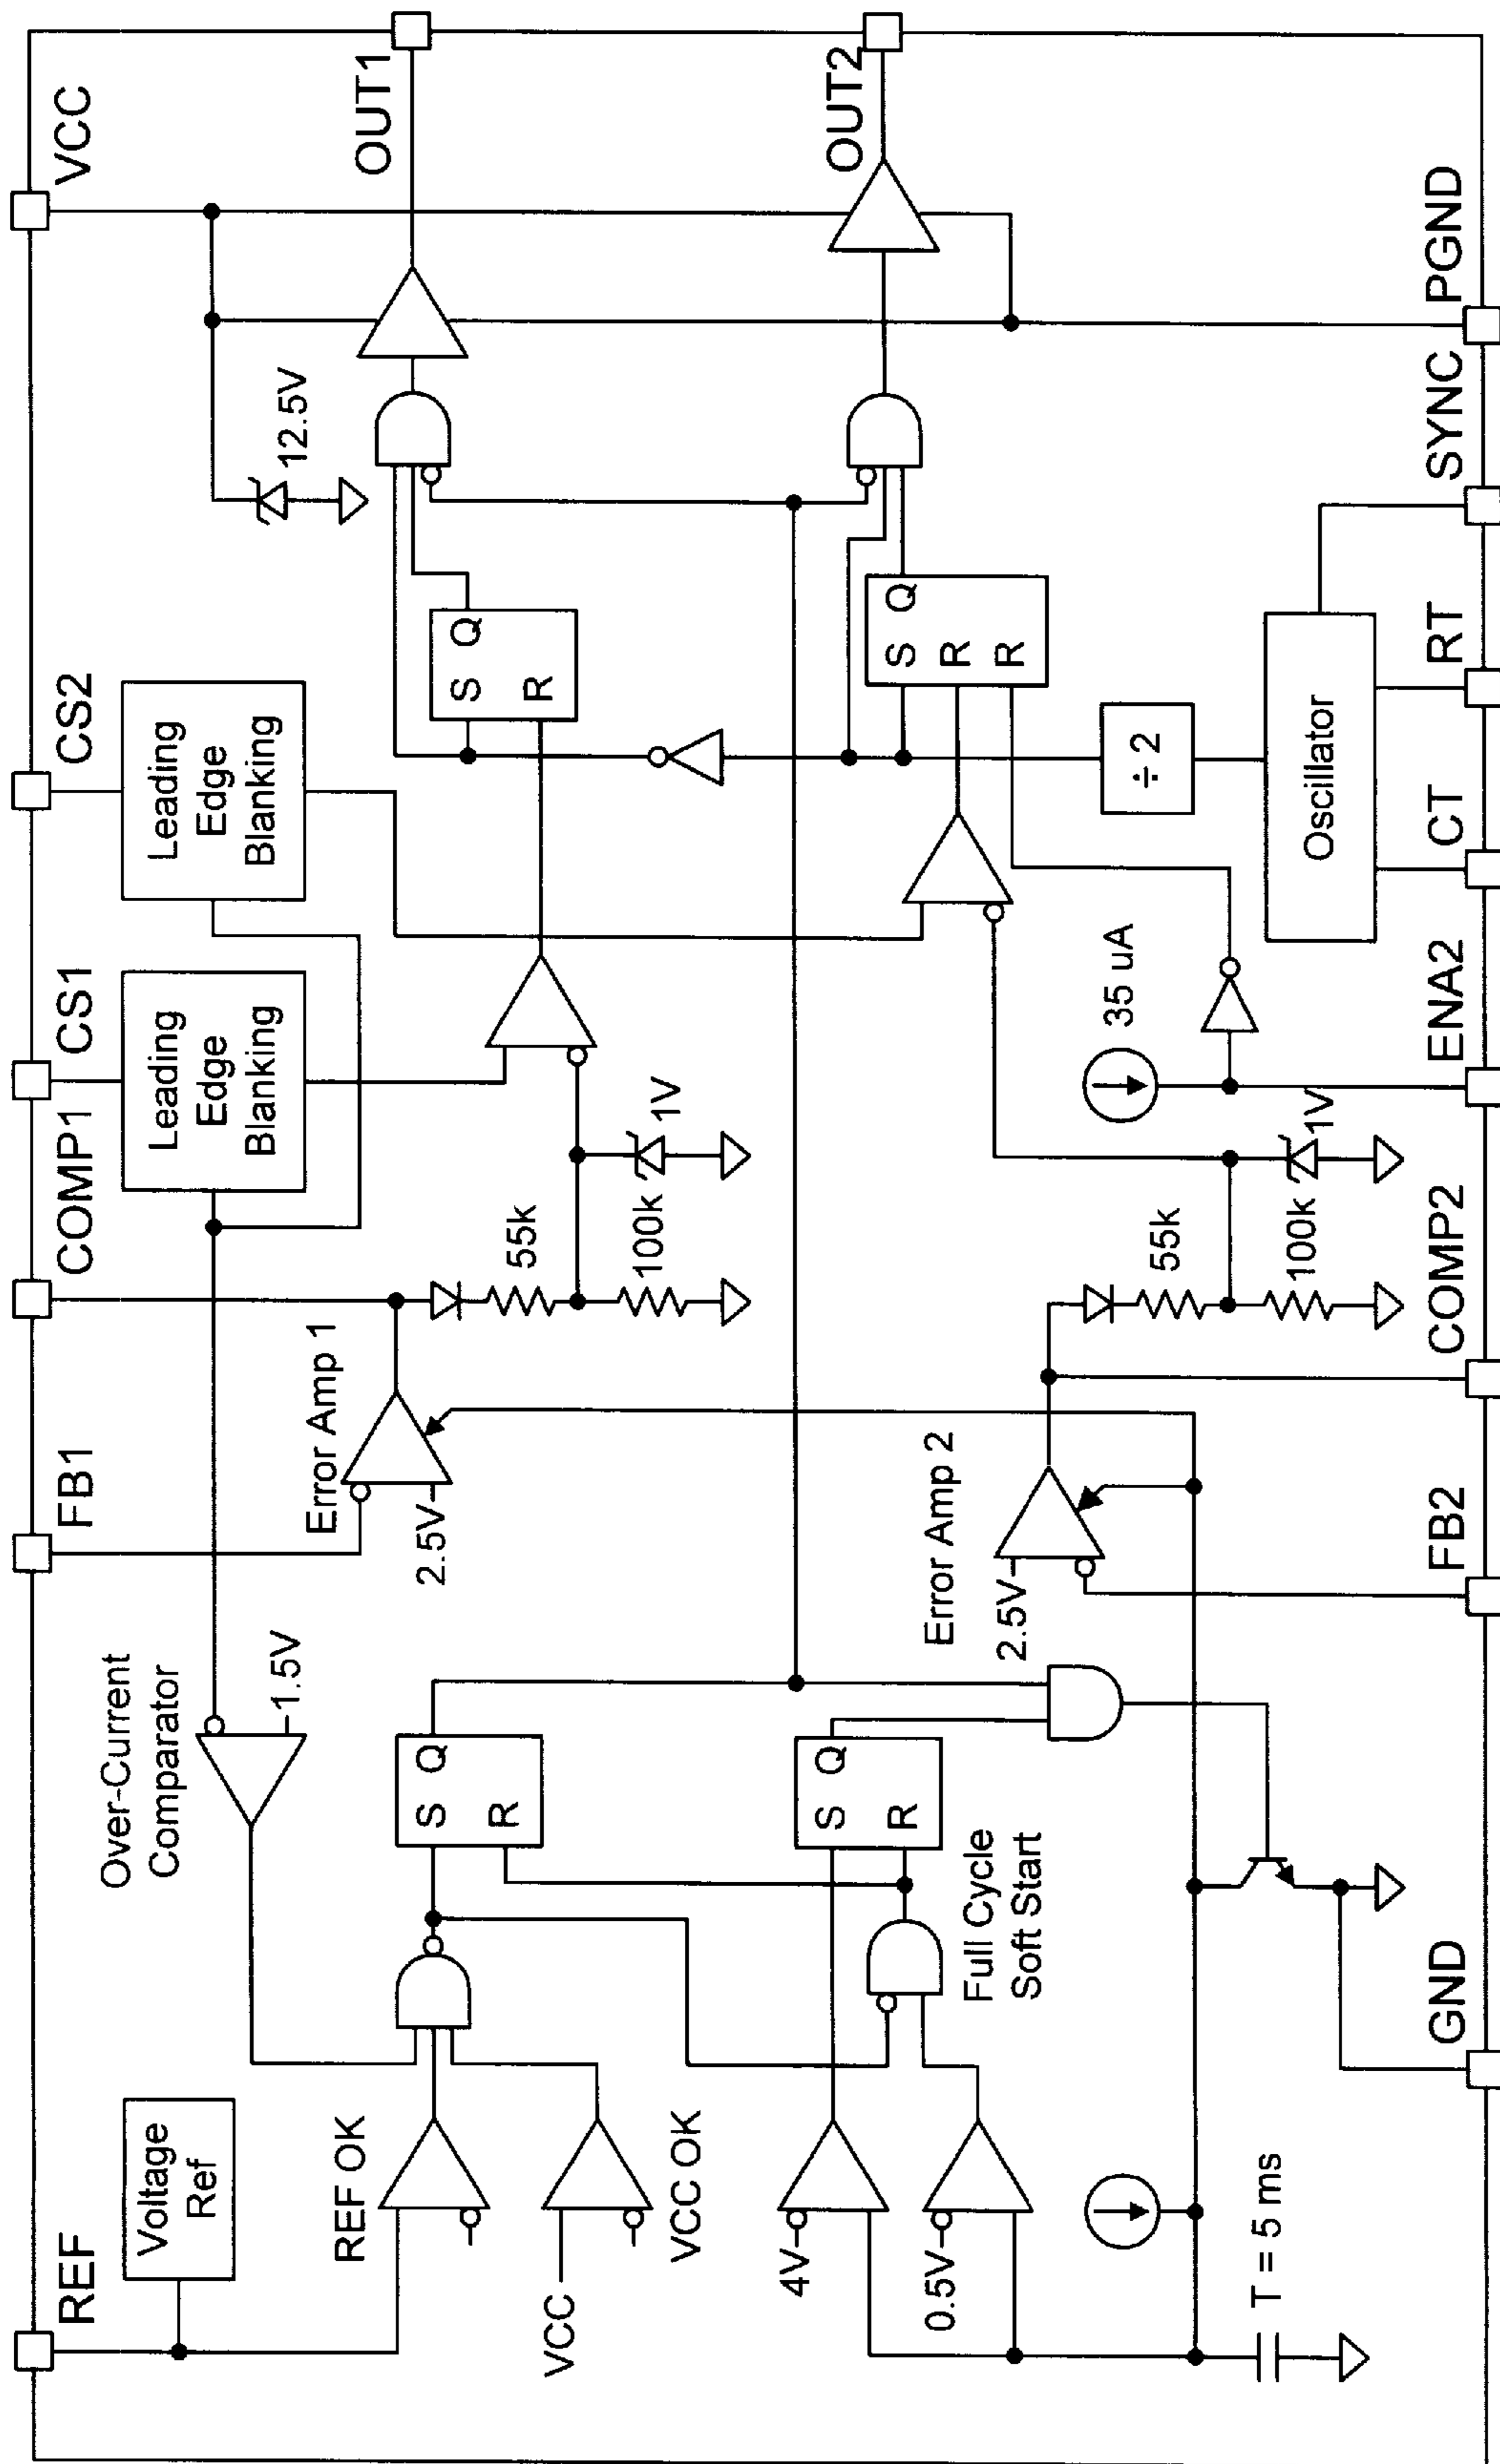 REF
FB1
COMP1
CS1
CS2
VCC
Voltage
Ref
Over-Current
Comparator
1.5V
Error Amp 1
2.5V
Leading
Edge
Blanking
Leading
Edge
Blanking
12.5V
OUT1
REF OK
VCC
VCC OK
S
Q
R
55k
100k
1V
S
Q
R
4V
0.5V
S
Q
R
Full Cycle
Soft Start
Error Amp 2
2.5V
S
Q
R
R
OUT2
T = 5 ms
55k
100k
1V
35 uA
÷ 2
Oscillator
GND
FB2
COMP2
ENA2
CT
RT
SYNC
PGND